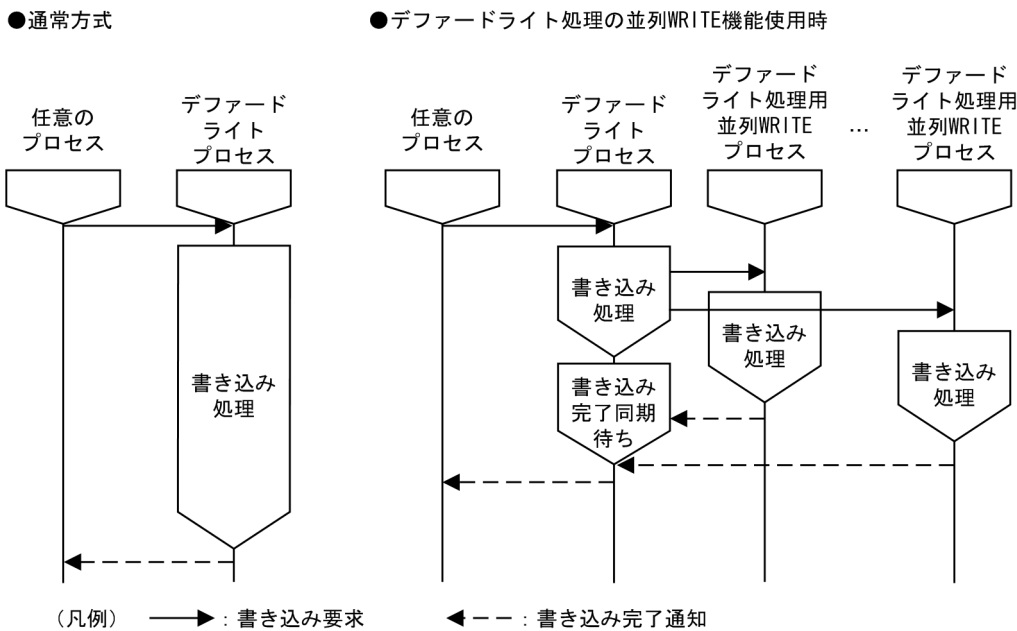 ●通常方式
●デファードライト処理の並列WRITE機能使用時
任意の
プロセス
デファード
ライト
プロセス
任意の
プロセス
デファード
ライト
プロセス
デファード
ライト処理用
並列WRITE
プロセス
…
デファード
ライト処理用
並列WRITE
プロセス
書き込み
処理
書き込み
処理
書き込み
完了同期
待ち
書き込み
処理
書き込み
処理
（凡例）
：書き込み要求
：書き込み完了通知